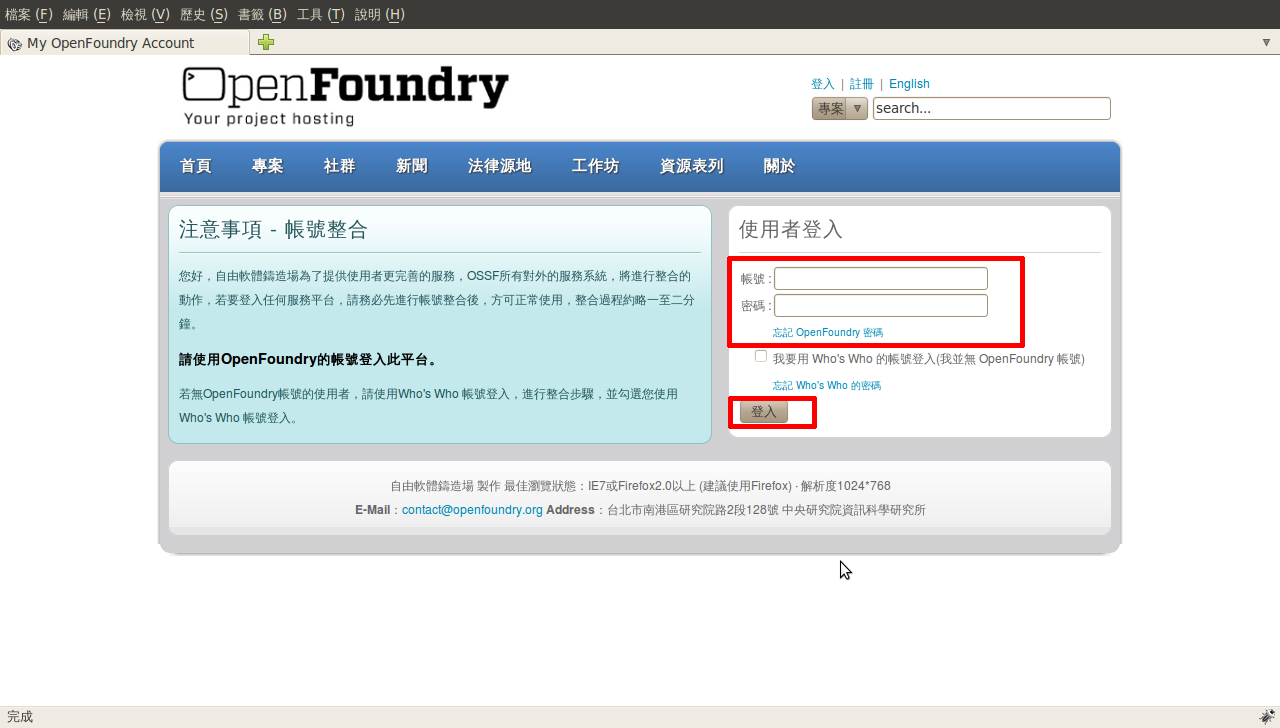 檔案 (F) 編輯 (E) 檢視 (V) 歷史 (S) 書籤 (B) 工具 (T) 說明 (H)
My OpenFoundry Account
OpenFoundry
Your project hosting
登入 | 註冊 | English
專案 search...
首頁 專案 社群 新聞 法律源地 工作坊 資源表列 關於
注意事項 - 帳號整合
您好，自由軟體鑄造場為了提供使用者更完善的服務，OSSF所有對外的服務系統，將進行整合的
動作，若要登入任何服務平台，請務必先進行帳號整合後，方可正常使用，整合過程約略一至二分
鐘。
請使用OpenFoundry的帳號登入此平台。
若無OpenFoundry帳號的使用者，請使用Who's Who 帳號登入，進行整合步驟，並勾選您使用
Who's Who 帳號登入。
使用者登入
帳號 :
密碼 :
忘記 OpenFoundry 密碼
我要用 Who's Who 的帳號登入(我並無 OpenFoundry 帳號)
忘記 Who's Who 的密碼
登入
自由軟體鑄造場 製作 最佳瀏覽狀態：IE7或Firefox2.0以上 (建議使用Firefox) · 解析度1024*768
E-Mail：contact@openfoundry.org Address：台北市南港區研究院路2段128號 中央研究院資訊科學研究所
完成